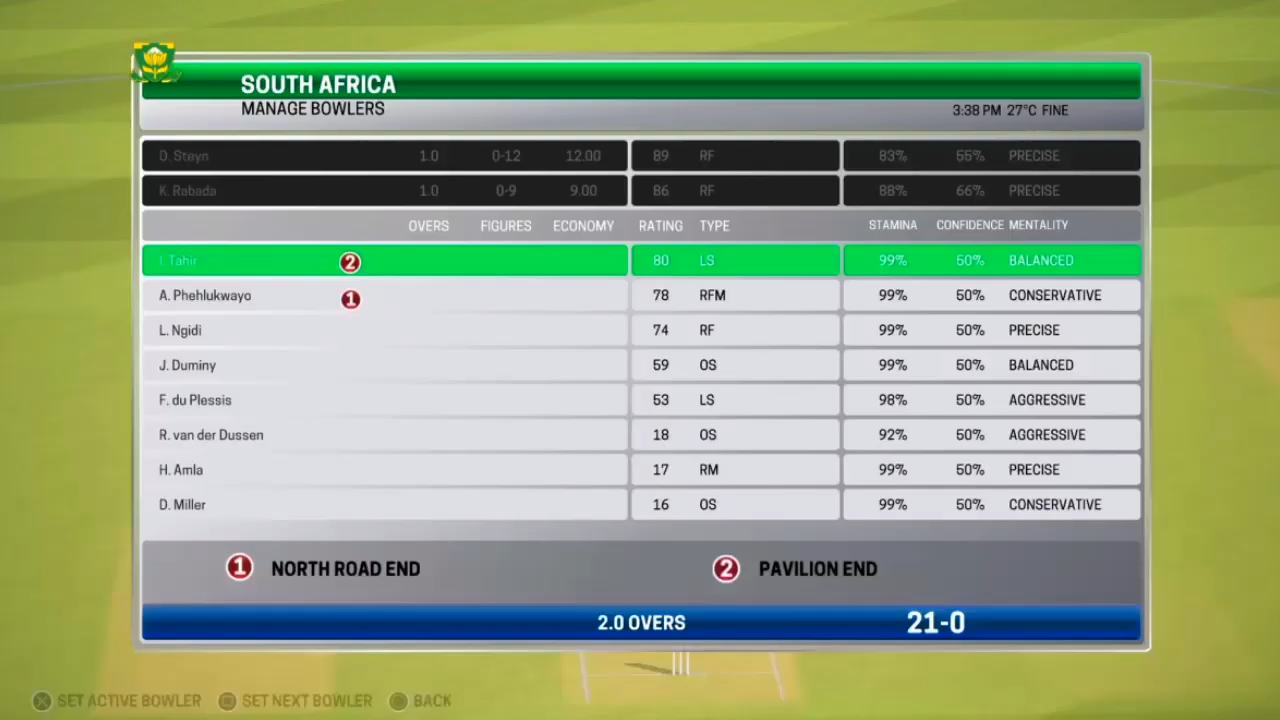 SOUTH AFRICA
MANAGE BOWLERS 3:38 PM 27°C FINE
D. Steyn 1.0 0-12 12.00 89 RF 83% 55% PRECISE
K. Rabada 1.0 0-9 9.00 86 RF 88% 66% PRECISE
OVERS FIGURES ECONOMY RATING TYPE STAMINA CONFIDENCE MENTALITY
I. Tahir 2 80 LS 99% 50% BALANCED
A. Phehlukwayo 1 78 RFM 99% 50% CONSERVATIVE
L. Ngidi 74 RF 99% 50% PRECISE
J. Duminy 59 OS 99% 50% BALANCED
F. du Plessis 53 LS 98% 50% AGGRESSIVE
R. van der Dussen 18 OS 92% 50% AGGRESSIVE
H. Amla 17 RM 99% 50% PRECISE
D. Miller 16 OS 99% 50% CONSERVATIVE
1 NORTH ROAD END 2 PAVILION END
2.0 OVERS 21-0
SET ACTIVE BOWLER SET NEXT BOWLER BACK